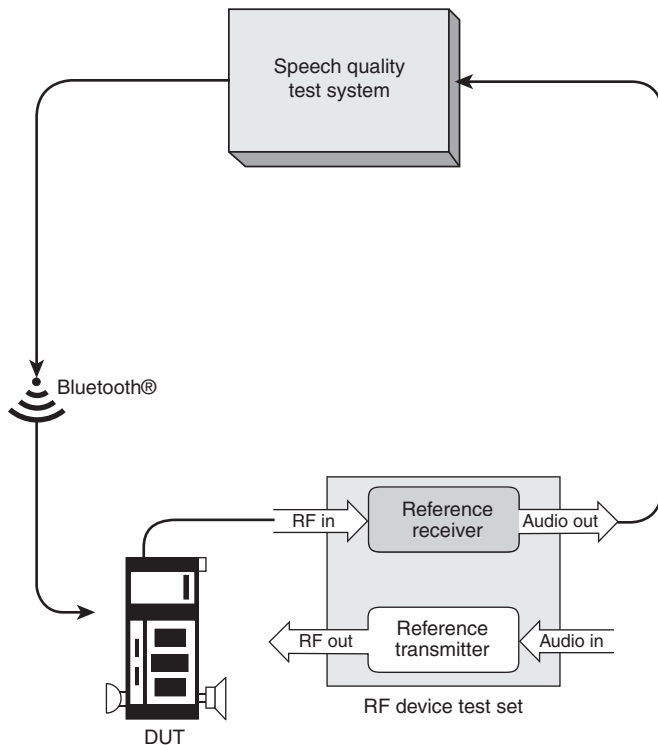 Speech quality
test system
Bluetooth®
RF in
Reference
receiver
Audio out
RF out
Reference
transmitter
Audio in
RF device test set
DUT